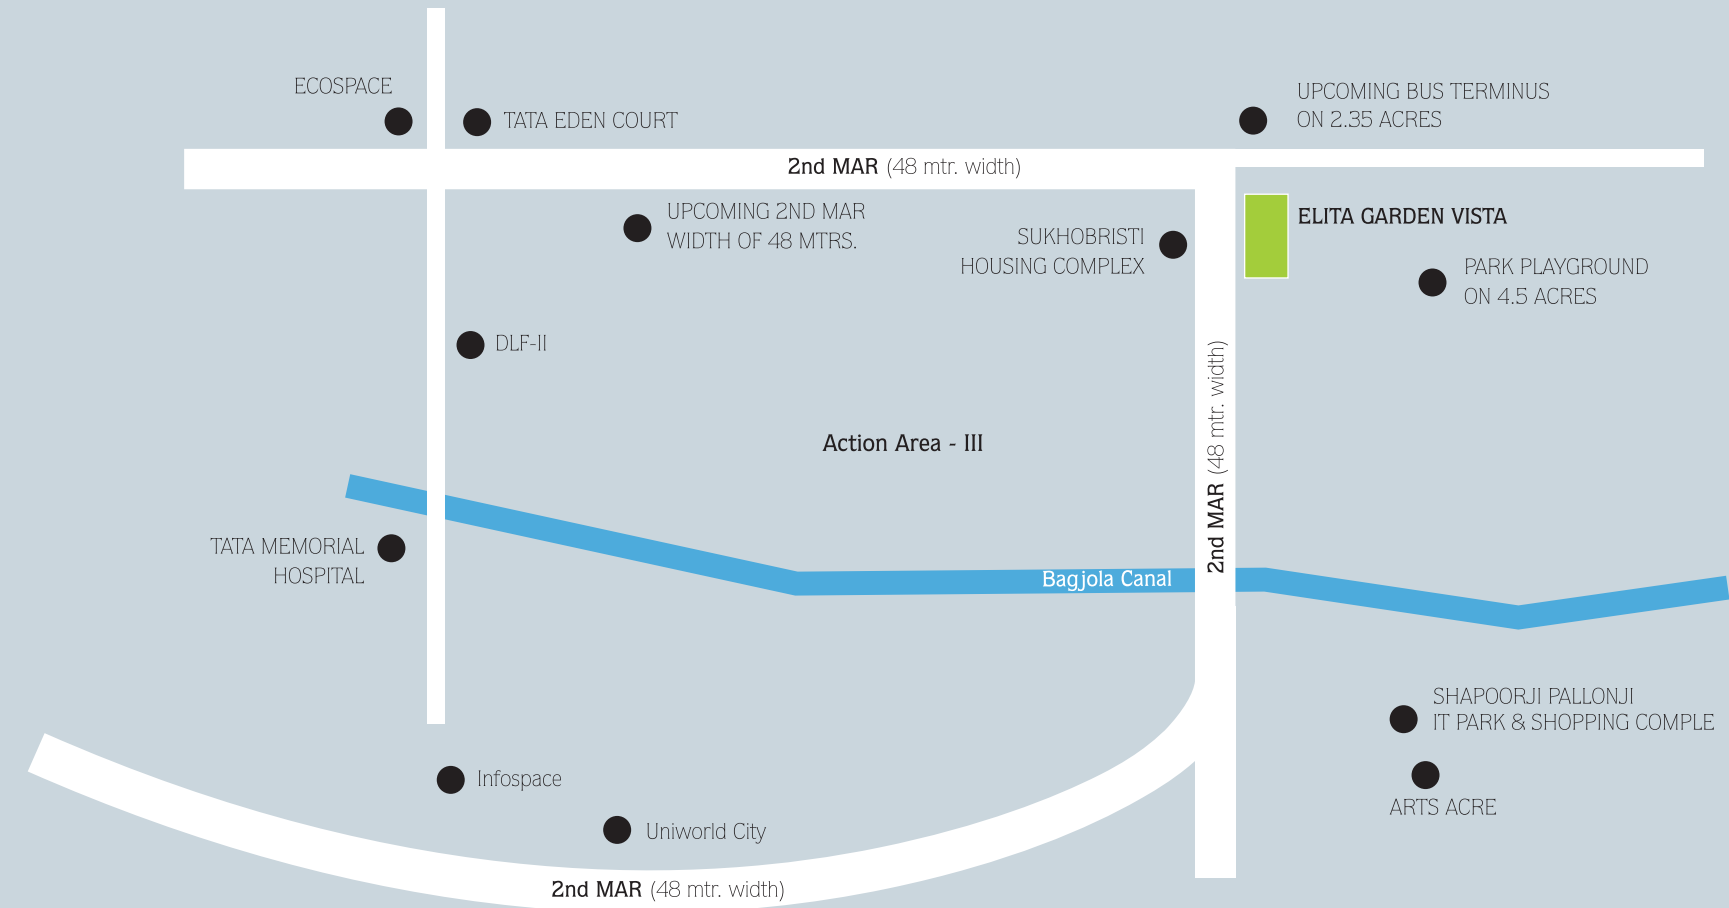 ECOSPACE
TATA EDEN COURT
UPCOMING BUS TERMINUS
ON 2.35 ACRES
2nd MAR (48 mtr. width)
UPCOMING 2ND MAR
WIDTH OF 48 MTRS.
SUKHOBRISTI
HOUSING COMPLEX
ELITA GARDEN VISTA
PARK PLAYGROUND
ON 4.5 ACRES
DLF-II
2nd MAR (48 mtr. width)
Action Area - III
TATA MEMORIAL
HOSPITAL
Bagjola Canal
SHAPOORJI PALLONJI
IT PARK & SHOPPING COMPLE
ARTS ACRE
Infospace
Uniworld City
2nd MAR (48 mtr. width)